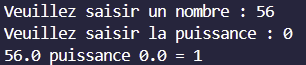 Veuillez saisir un nombre : 56
Veuillez saisir la puissance : 0
56.0 puissance 0.0 = 1